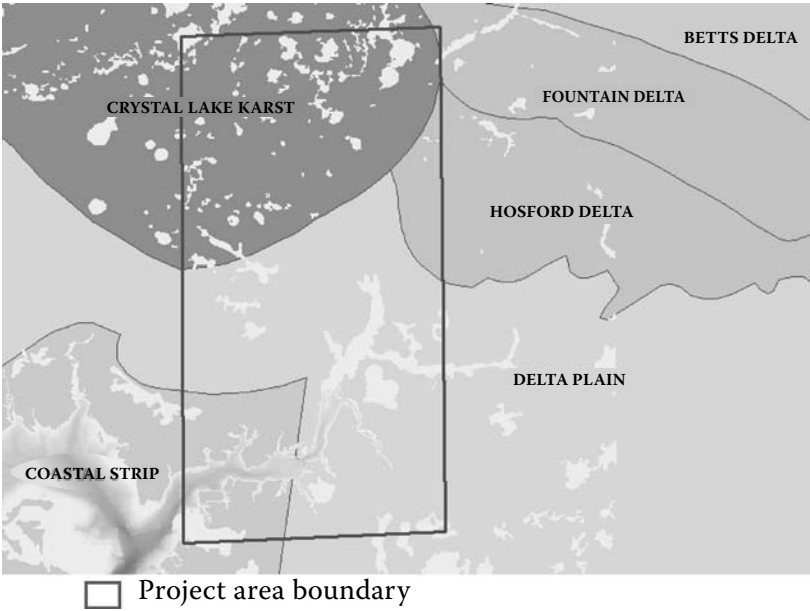 BETTS DELTA
FOUNTAIN DELTA
CRYSTAL LAKE KARST
HOSFORD DELTA
DELTA PLAIN
COASTAL STRIP
Project area boundary